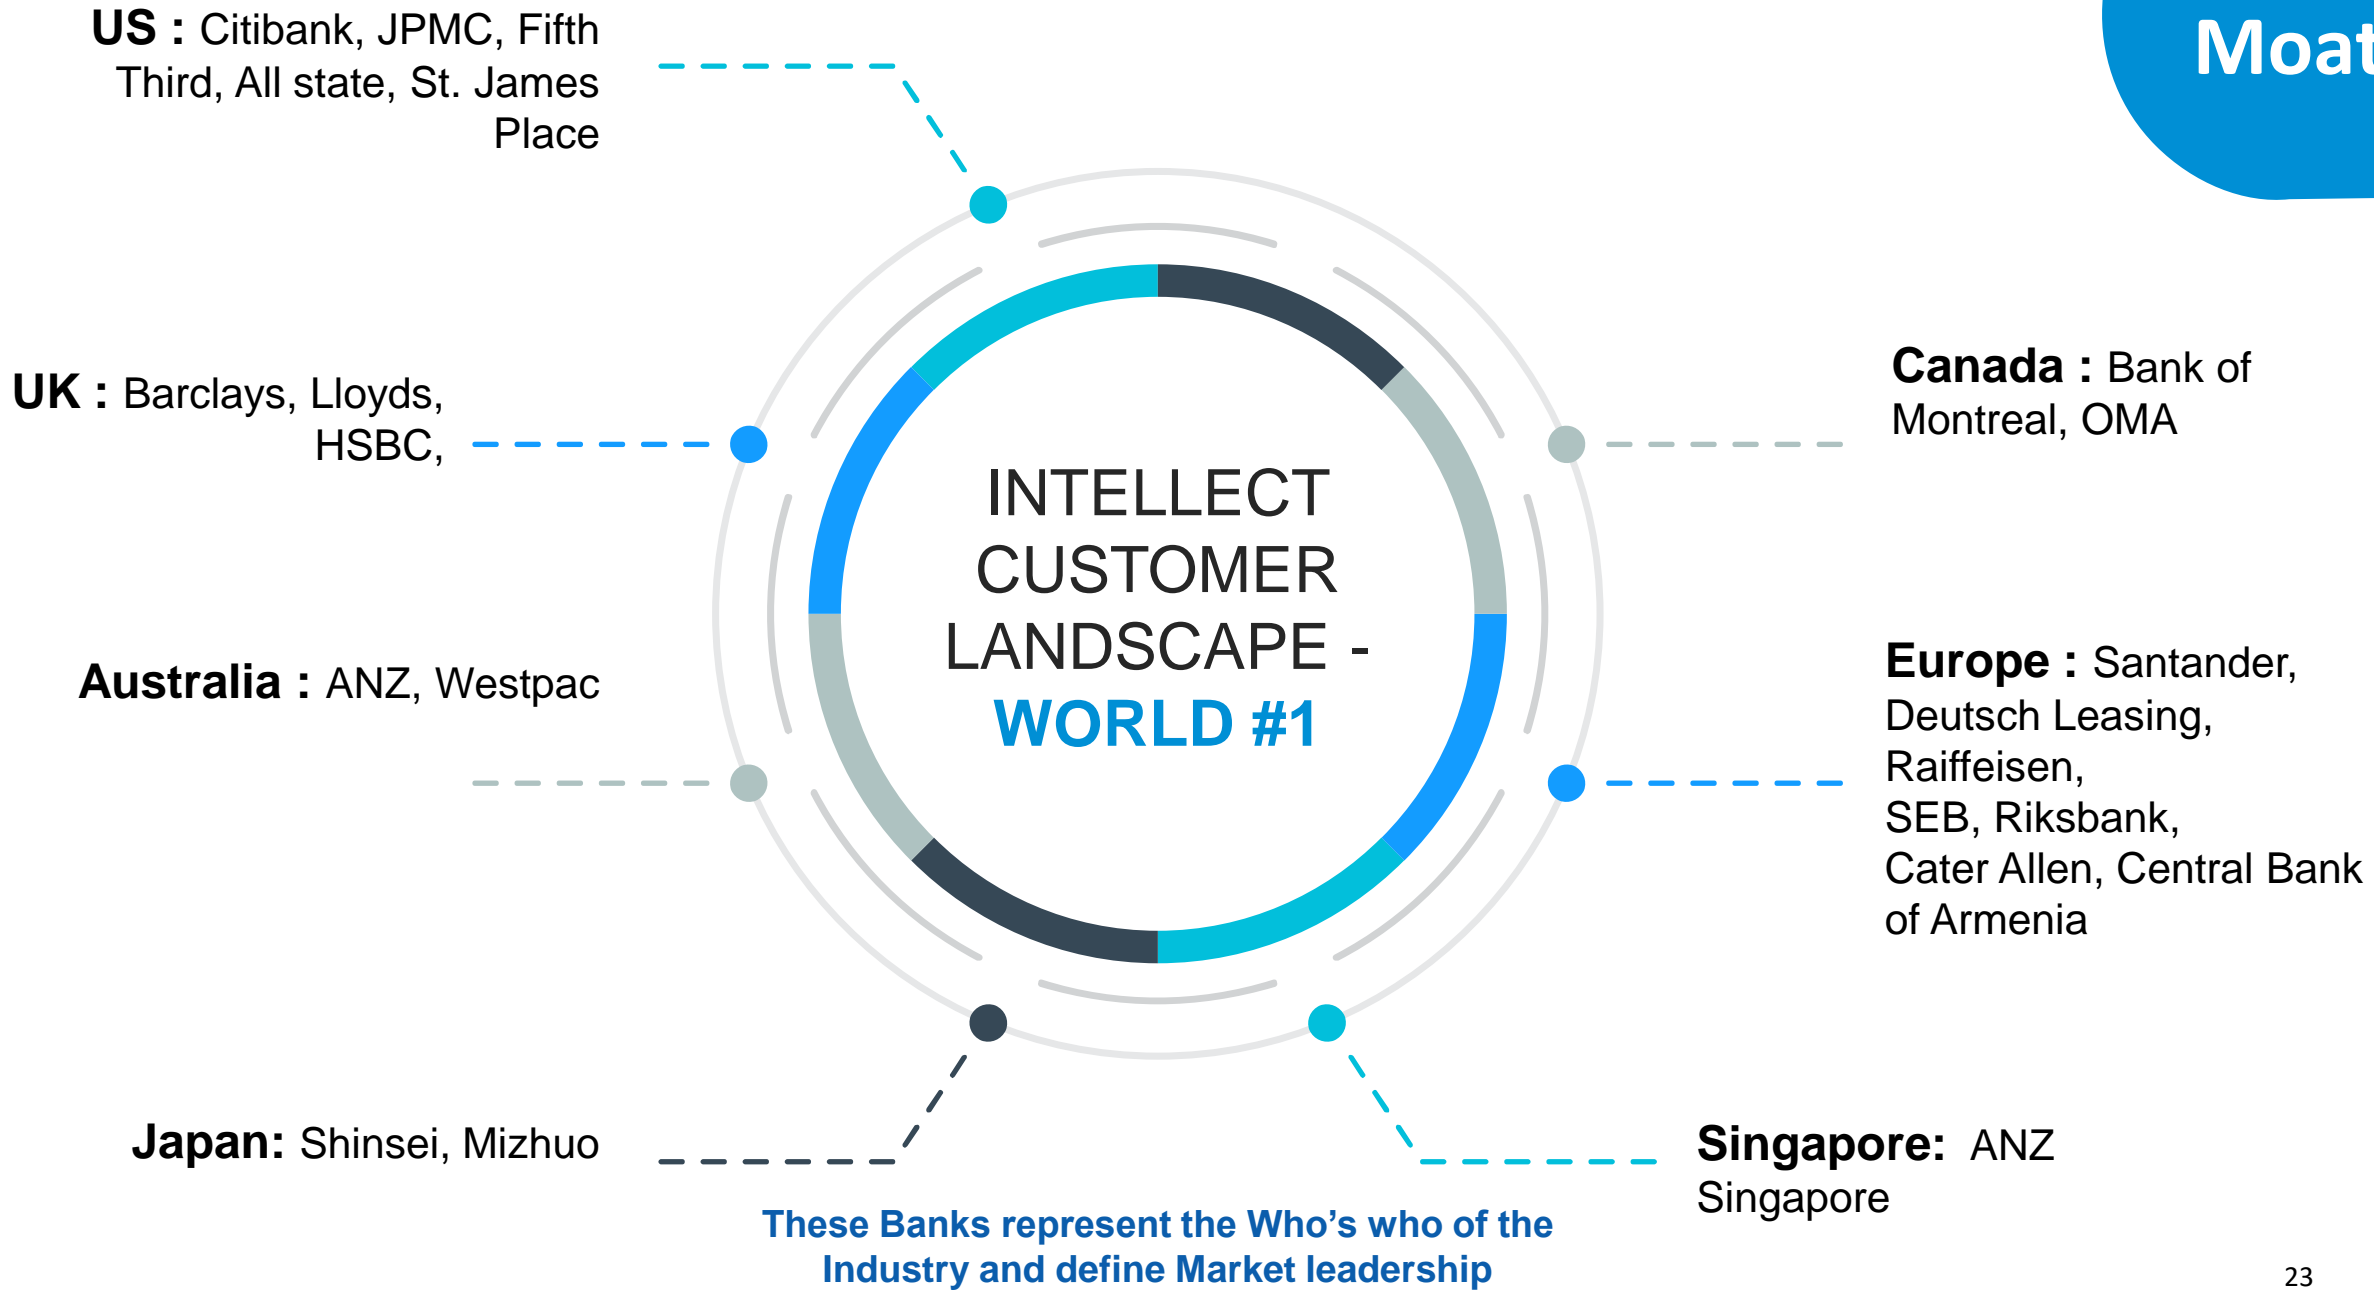 US : Citibank, JPMC, Fifth
Third, All state, St. James
Place
Moat
UK : Barclays, Lloyds,
HSBC,
Canada : Bank of
Montreal, OMA
INTELLECT
CUSTOMER
LANDSCAPE -
WORLD #1
Australia : ANZ, Westpac
Europe : Santander,
Deutsch Leasing,
Raiffeisen,
SEB, Riksbank,
Cater Allen, Central Bank
of Armenia
Japan: Shinsei, Mizhuo
Singapore: ANZ
Singapore
These Banks represent the Who’s who of the
Industry and define Market leadership
23